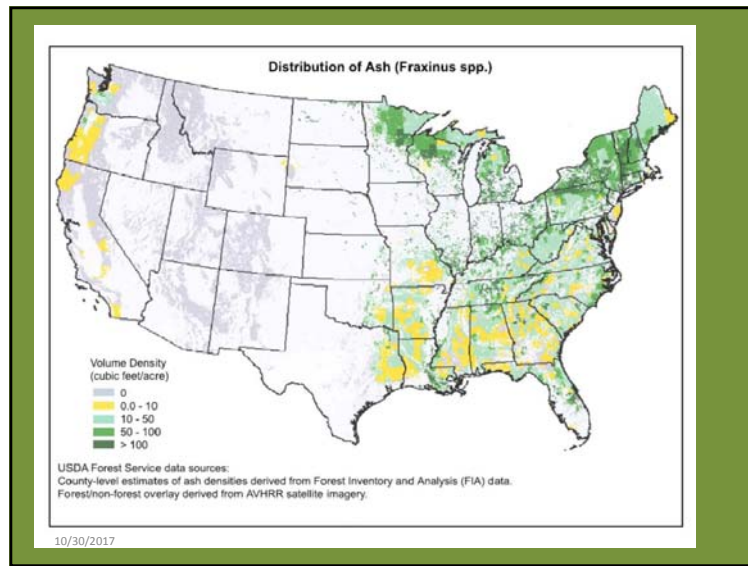 Distribution of Ash (Fraxinus spp.)
Volume Density
(cubic feet/acre)
0
0.0 - 10
10 - 50
50 - 100
> 100
USDA Forest Service data sources:
County-level estimates of ash densities derived from Forest Inventory and Analysis (FIA) data.
Forest/non-forest overlay derived from AVHRR satellite imagery.
10/30/2017